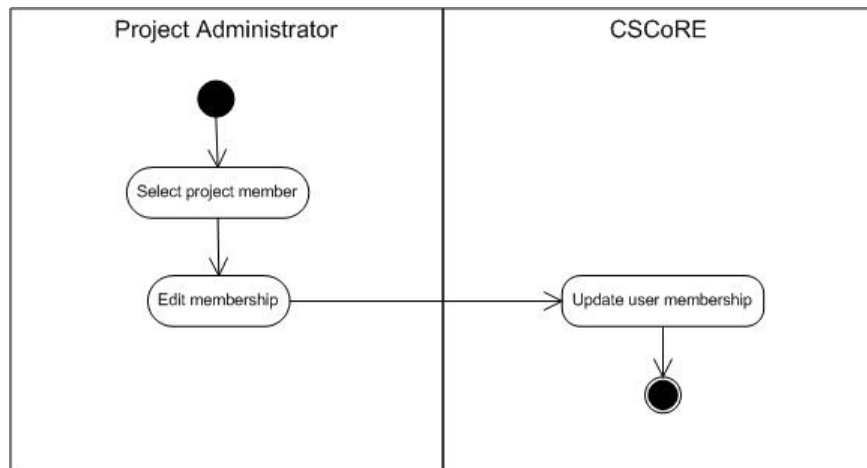 Project Administrator
CSCoRE
Select project member
Edit membership
Update user membership